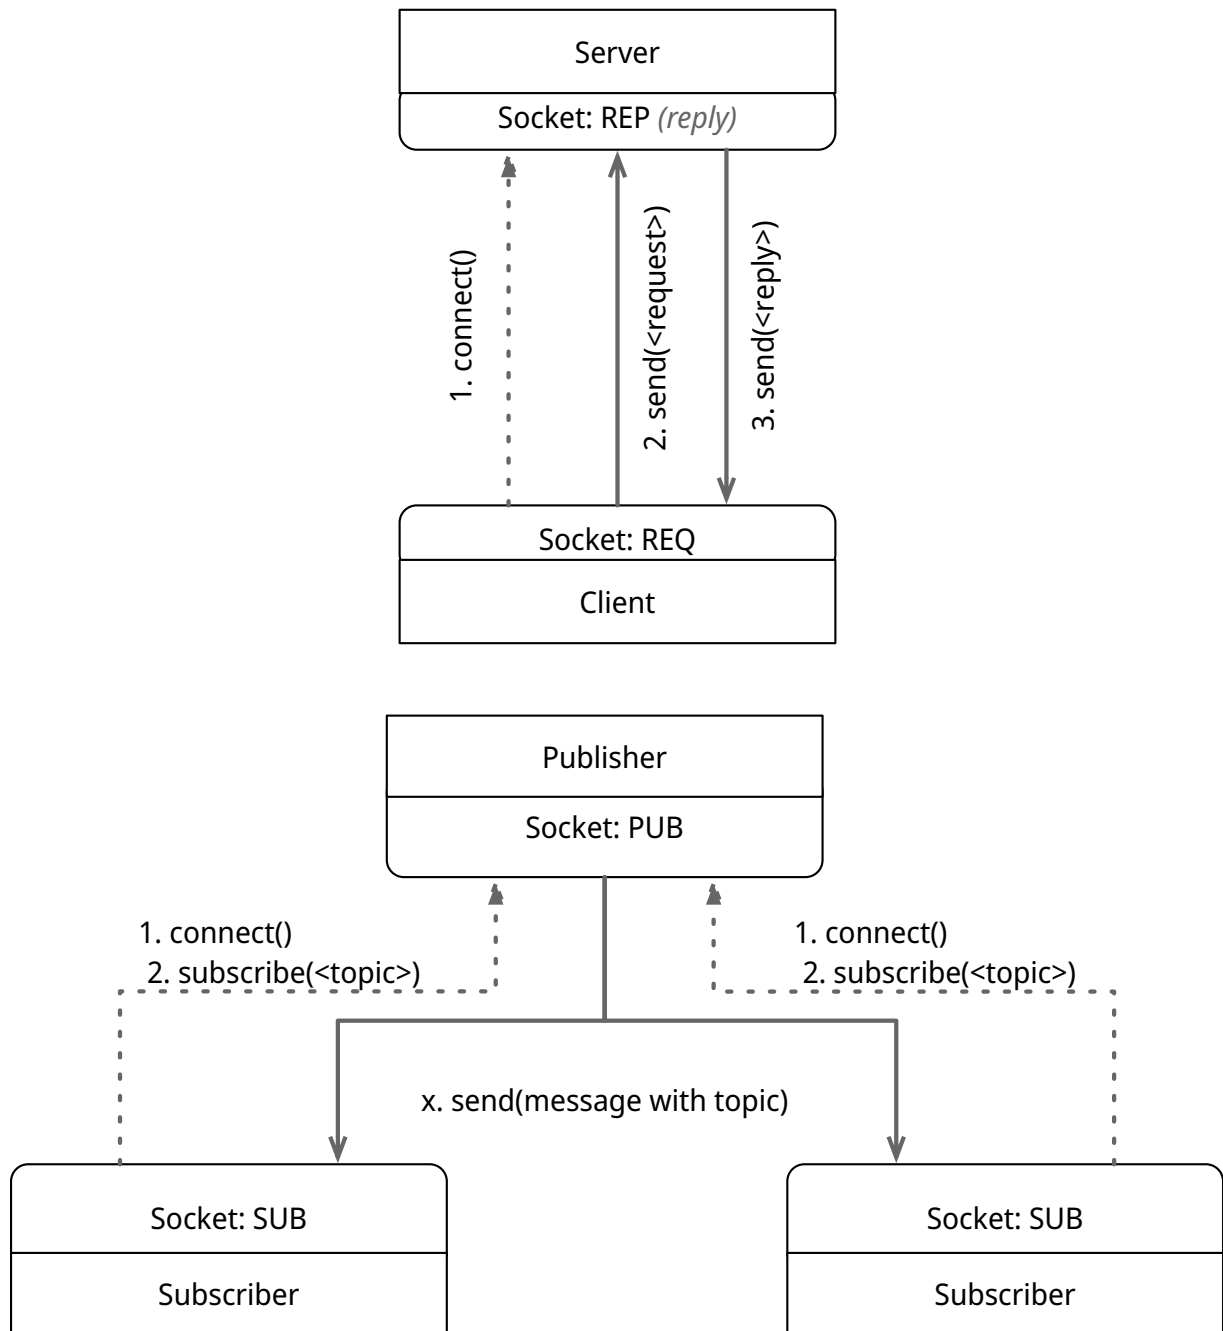 Server
Socket: REP (reply)
1. connect()
2. send(<request>)
3. send(<reply>)
Socket: REQ
Client
Publisher
Socket: PUB
1. connect()
2. subscribe(<topic>)
1. connect()
2. subscribe(<topic>)
x. send(message with topic)
Socket: SUB
Subscriber
Socket: SUB
Subscriber